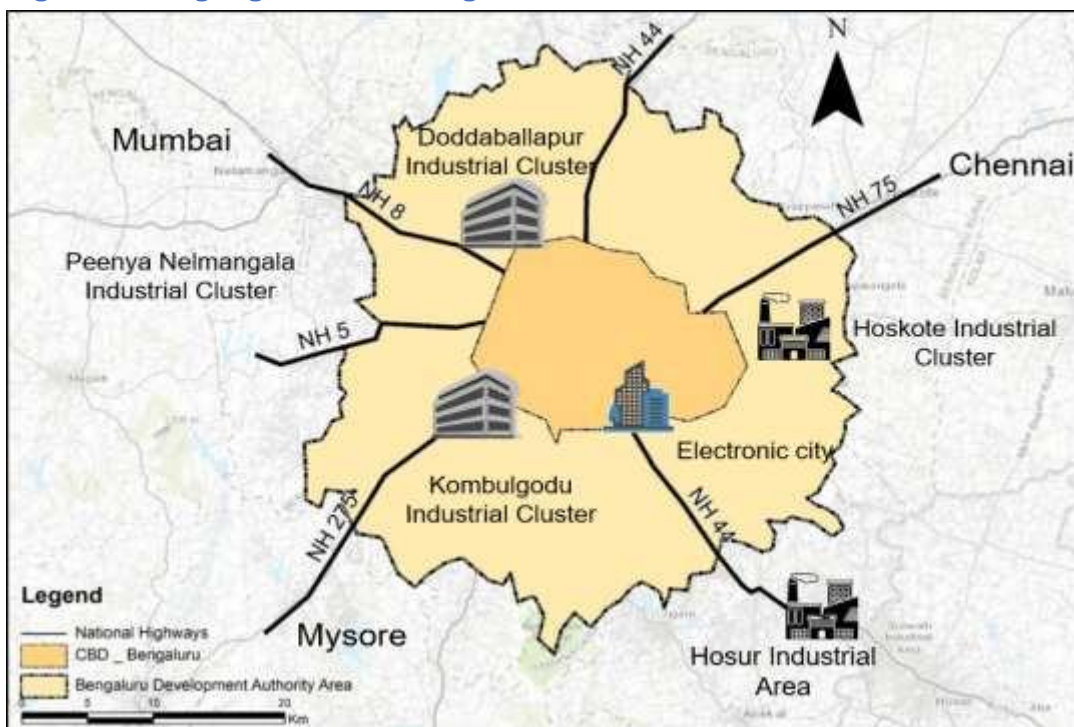 N
NH 44
Mumbai
Doddaballapur
Industrial Cluster
Chennai
NH 75
NH 8
Peenya Nelmangala
Industrial Cluster
NH 5
Hoskote Industrial
Cluster
Electronic city
Kombulgodu
Industrial Cluster
NH 275
NH 44
Legend
National Highways
CBD _ Bengaluru
Bengaluru Development Authority Area
0 5 10 20
Km
Mysore
Hosur Industrial
Area